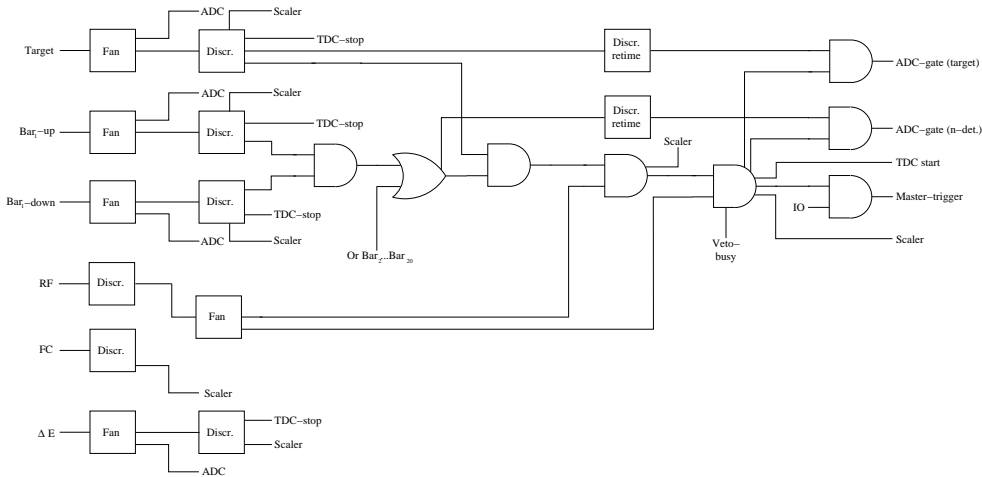 ADC
Scaler
Target
Fan
Discr.
TDC-stop
Discr.
retime
ADC-gate (target)
ADC
Scaler
Bar1-up
Fan
Discr.
TDC-stop
Discr.
retime
ADC-gate (n-det.)
Scaler
TDC start
Bar1-down
Fan
Discr.
TDC-stop
IO
Master-trigger
ADC
Scaler
Scaler
Or Bar2...Bar20
Veto-
busy
RF
Discr.
Fan
FC
Discr.
Scaler
Δ E
Fan
Discr.
TDC-stop
Scaler
ADC